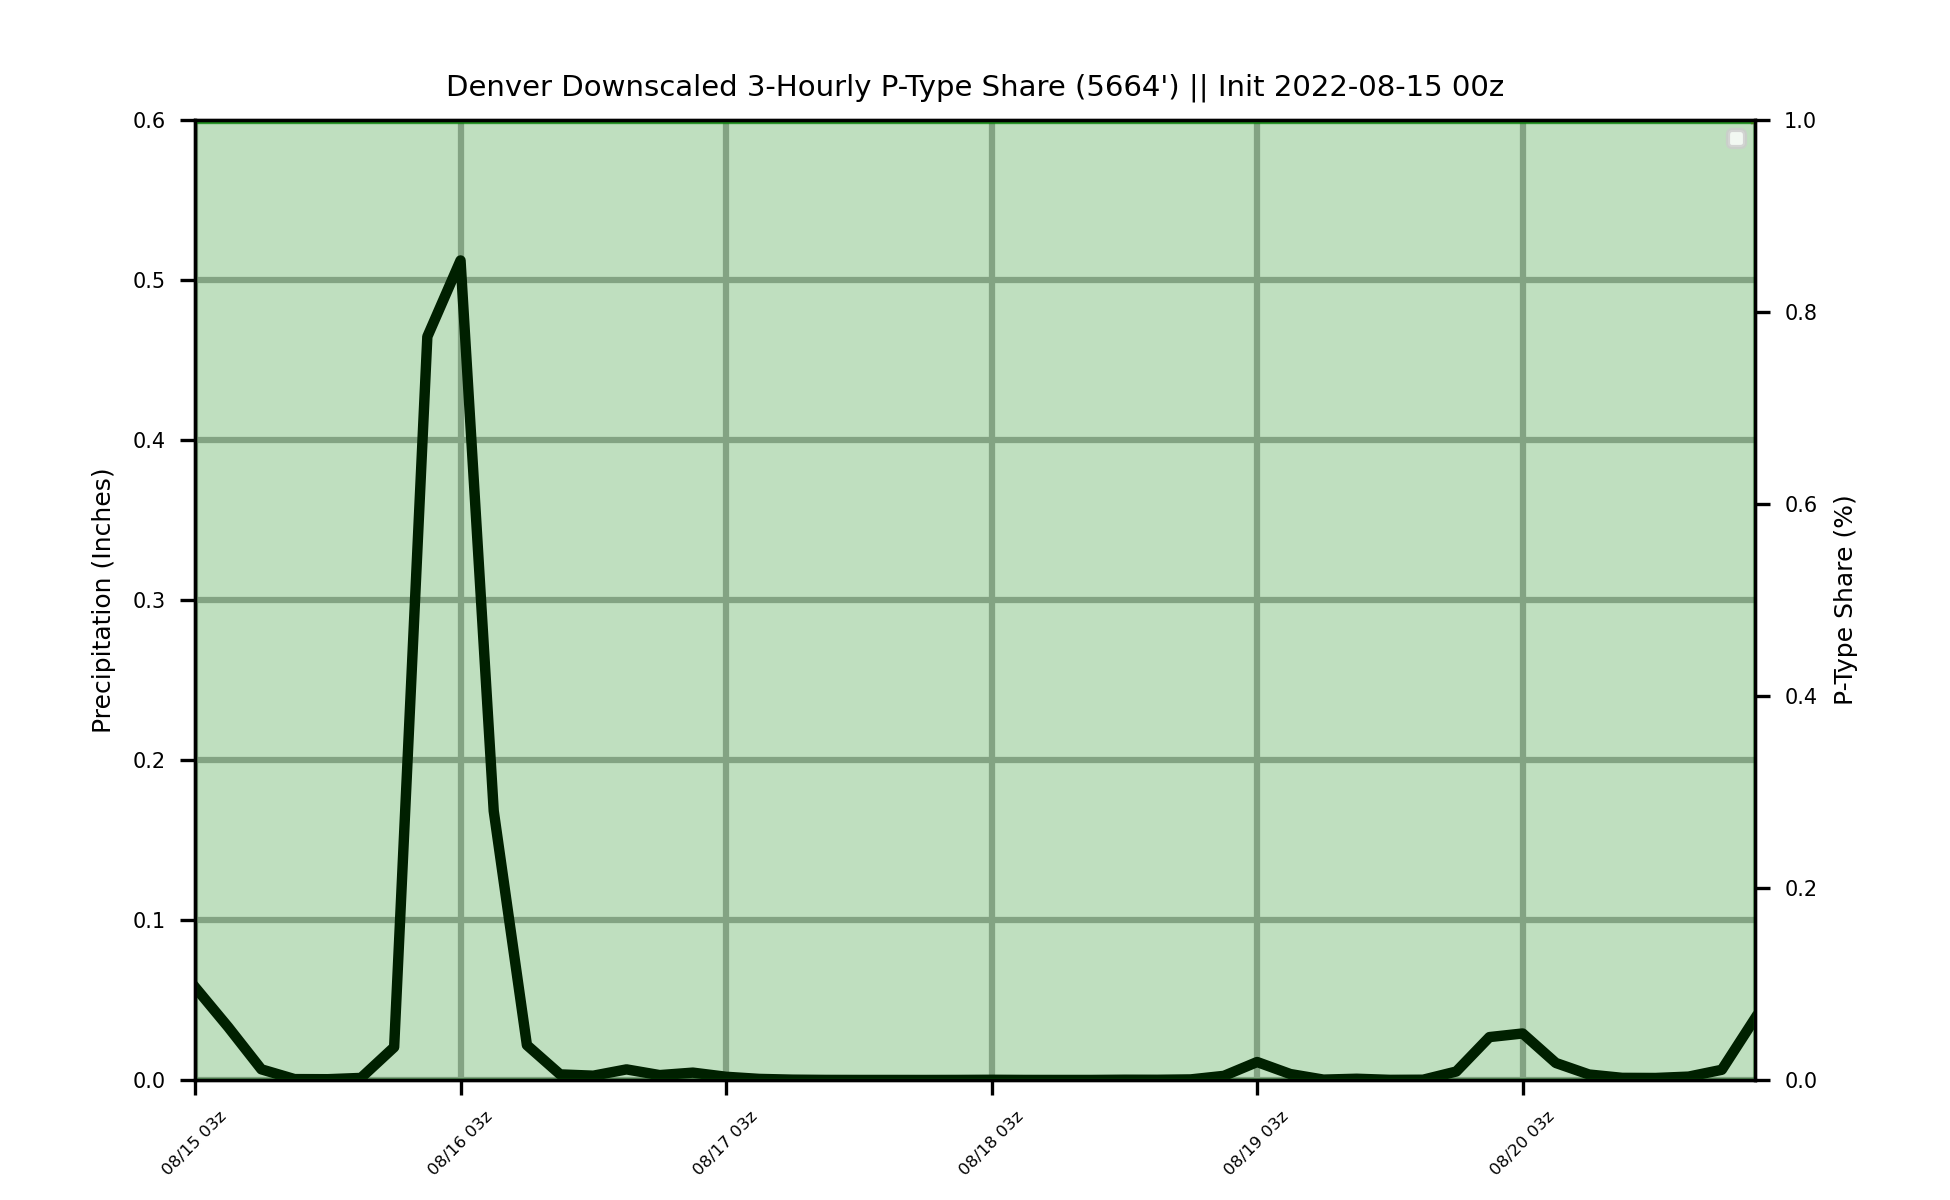 Denver Downscaled 3-Hourly P-Type Share (5664') || Init 2022-08-15 00z
0.6
0.5
0.4
0.3
0.2
0.1
0.0
Precipitation (Inches)
1.0
0.8
0.6
0.4
0.2
0.0
P-Type Share (%)
08/15 03z
08/16 03z
08/17 03z
08/18 03z
08/19 03z
08/20 03z